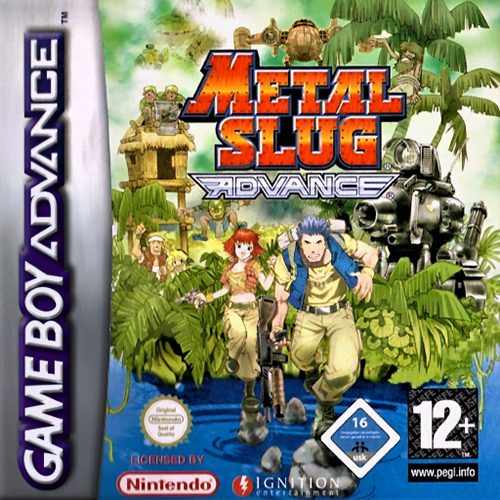 GAME BOY ADVANCE
METAL
SLUG
ADVANCE
Original
Nintendo
Seal of
Quality
LICENSED BY
Nintendo
IGNITION
entertainment
16
usk
12+
www.pegi.info